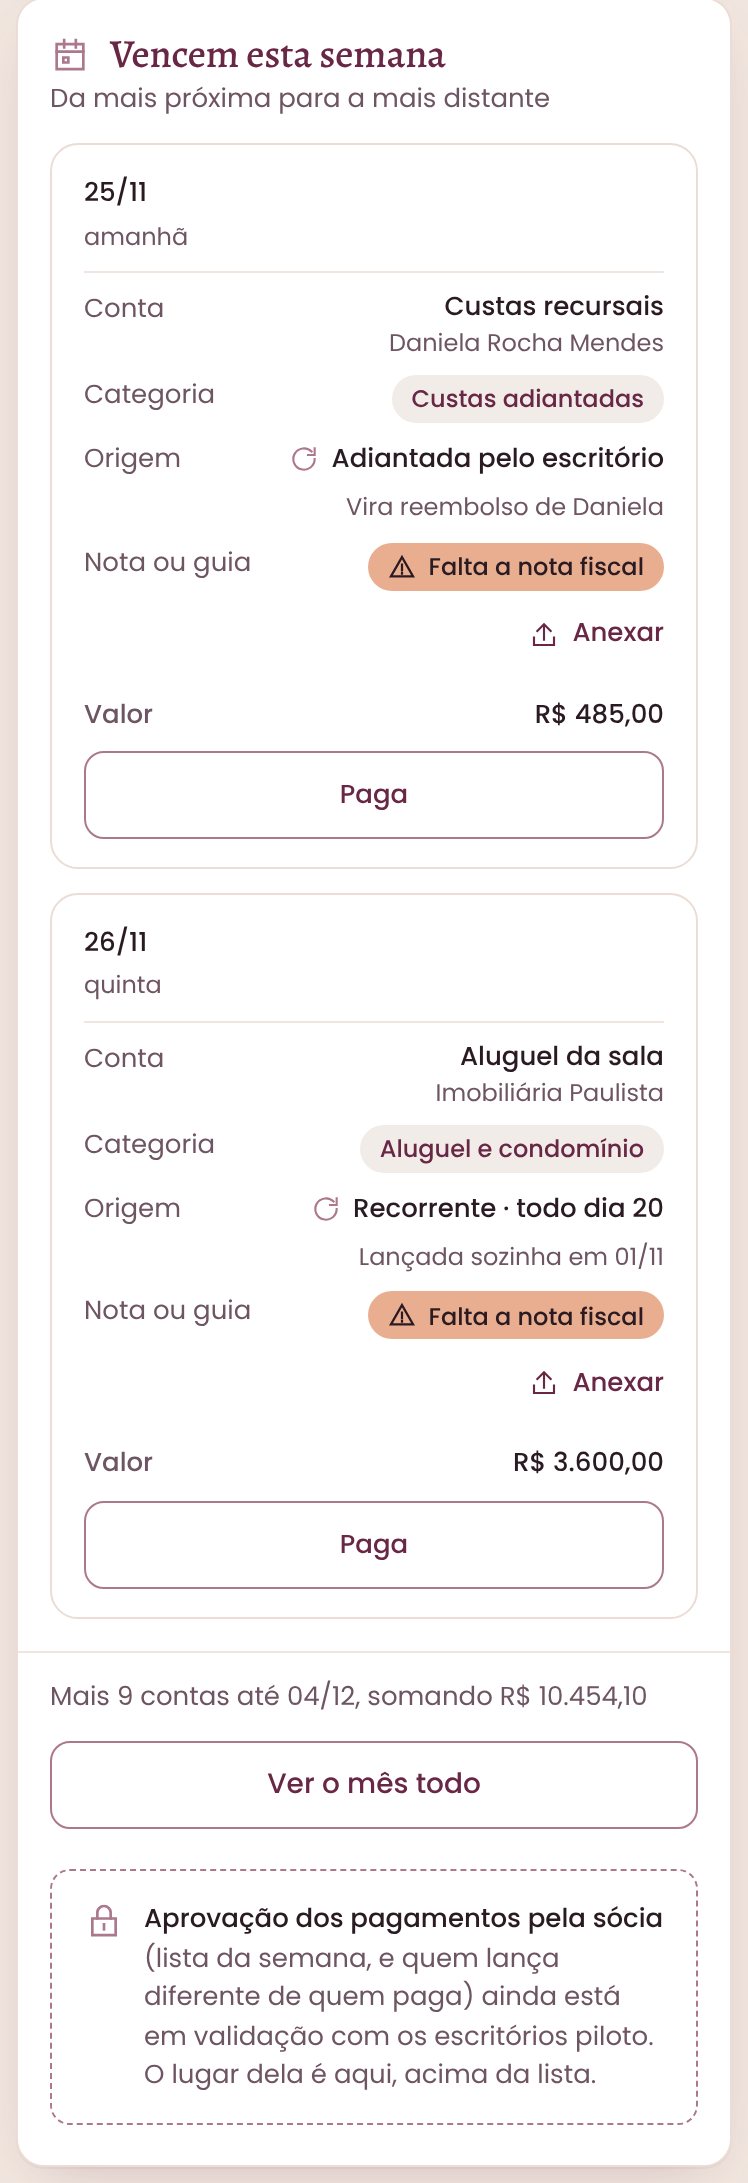 Vencem esta semana
Da mais próxima para a mais distante
25/11
amanhã
Conta
Custas recursais
Daniela Rocha Mendes
Categoria
Custas adiantadas
Origem
Adiantada pelo escritório
Vira reembolso de Daniela
Nota ou guia
Falta a nota fiscal
Anexar
Valor
R$ 485,00
Paga
26/11
quinta
Conta
Aluguel da sala
Imobiliária Paulista
Categoria
Aluguel e condomínio
Origem
Recorrente · todo dia 20
Lançada sozinha em 01/11
Nota ou guia
Falta a nota fiscal
Anexar
Valor
R$ 3.600,00
Paga
Mais 9 contas até 04/12, somando R$ 10.454,10
Ver o mês todo
Aprovação dos pagamentos pela sócia
(lista da semana, e quem lança
diferente de quem paga) ainda está
em validação com os escritórios piloto.
O lugar dela é aqui, acima da lista.